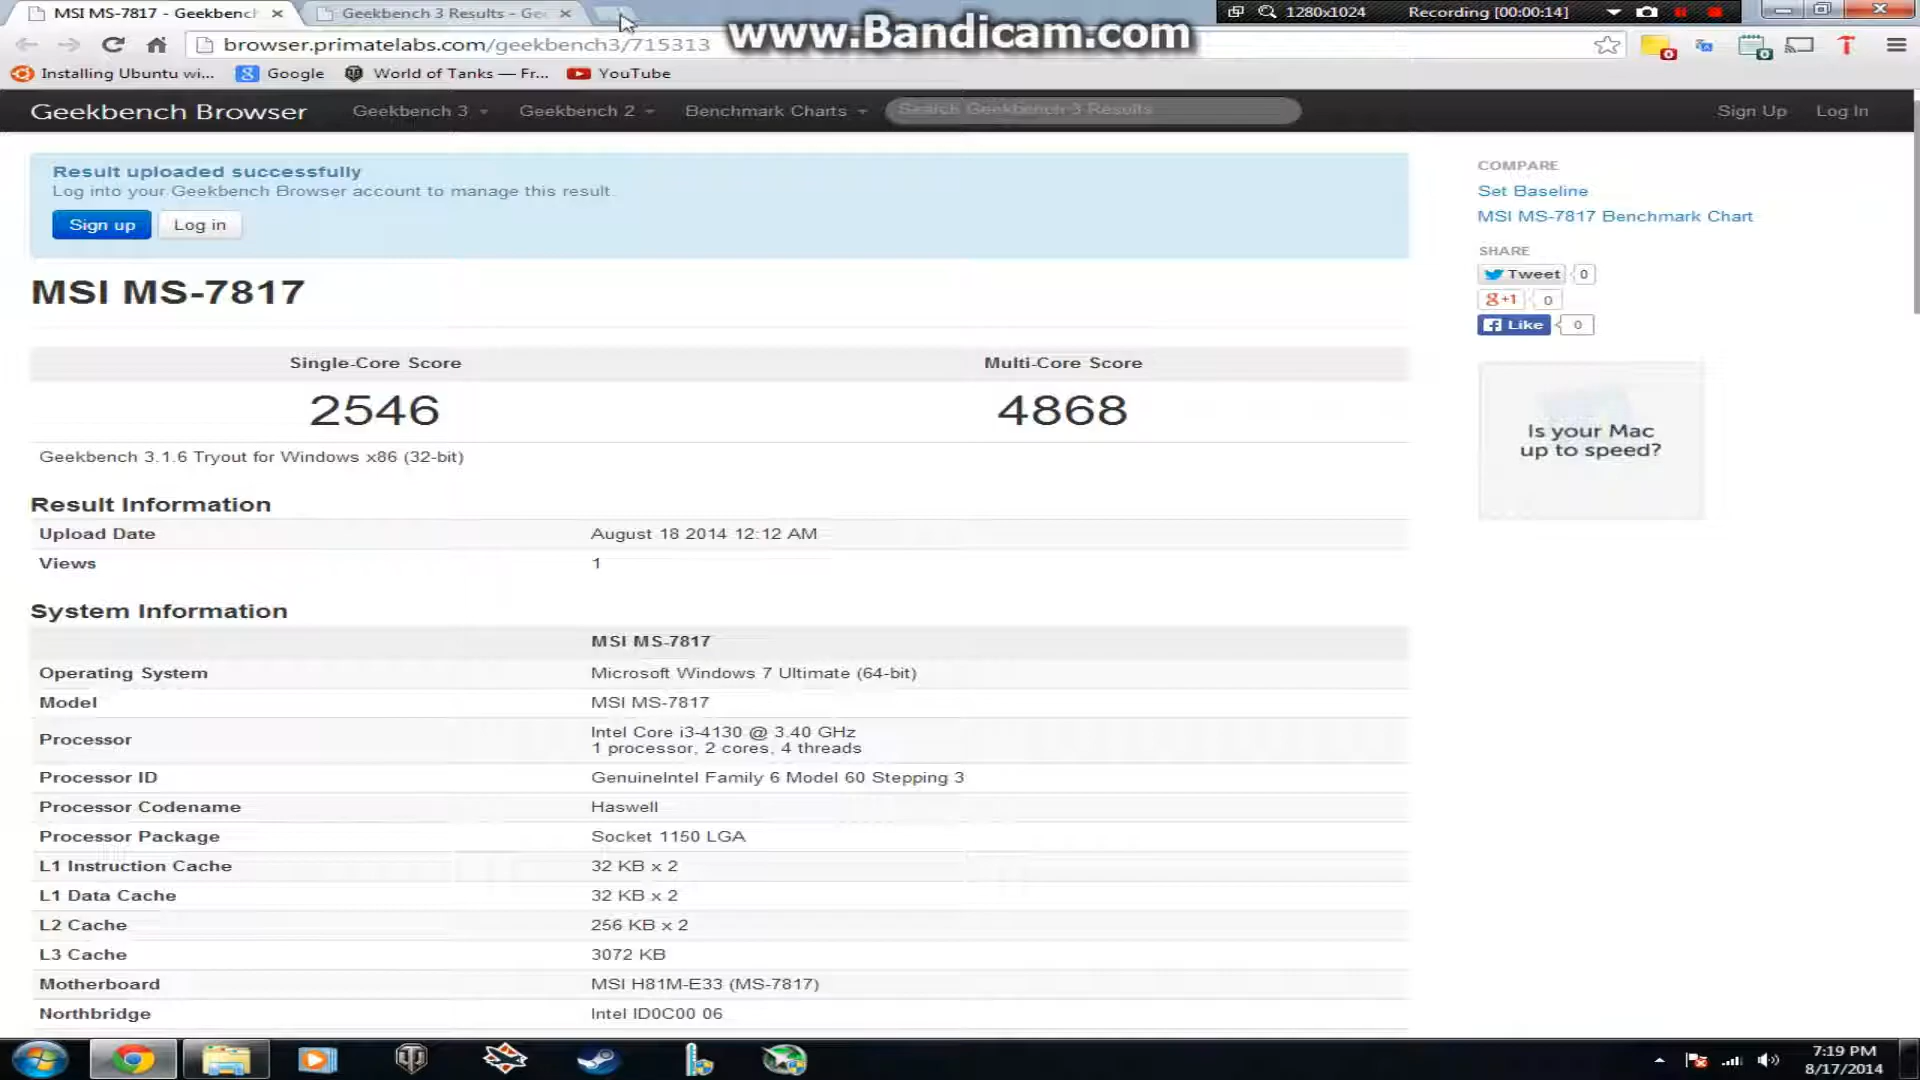 MSI MS-7817 - Geekbench
Geekbench 3 Results - Ge
1280x1024
Recording [00:00:14]
www.Bandicam.com
browser.primatelabs.com/geekbench3/715313
0
0
Installing Ubuntu wi...
Google
World of Tanks — Fr...
YouTube
Geekbench Browser
Geekbench 3
Geekbench 2
Benchmark Charts
Search Geekbench 3 Results
Sign Up
Log In
Result uploaded successfully
Log into your Geekbench Browser account to manage this result.
Sign up
Log in
COMPARE
Set Baseline
MSI MS-7817 Benchmark Chart
SHARE
Tweet 0
g+1 0
Like 0
Is your Mac
up to speed?
MSI MS-7817
Single-Core Score
Multi-Core Score
2546
4868
Geekbench 3.1.6 Tryout for Windows x86 (32-bit)
Result Information
Upload Date August 18 2014 12:12 AM
Views 1
System Information
MSI MS-7817
Operating System Microsoft Windows 7 Ultimate (64-bit)
Model MSI MS-7817
Processor Intel Core i3-4130 @ 3.40 GHz
1 processor, 2 cores, 4 threads
Processor ID GenuineIntel Family 6 Model 60 Stepping 3
Processor Codename Haswell
Processor Package Socket 1150 LGA
L1 Instruction Cache 32 KB x 2
L1 Data Cache 32 KB x 2
L2 Cache 256 KB x 2
L3 Cache 3072 KB
Motherboard MSI H81M-E33 (MS-7817)
Northbridge Intel ID0C00 06
7:19 PM
8/17/2014